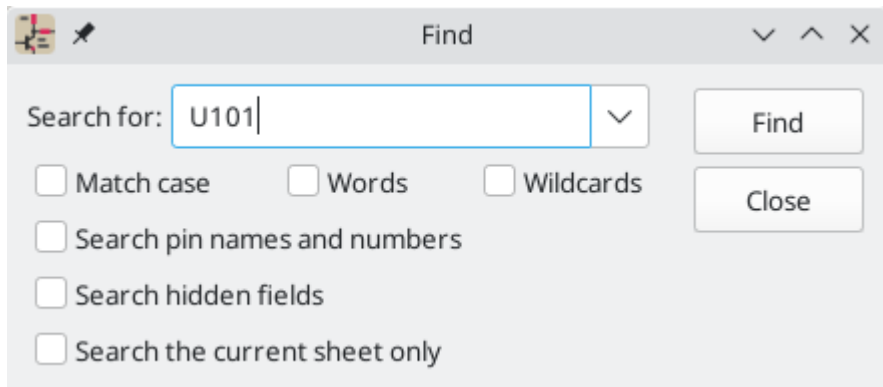 Find
Search for: U101
Find
Match case Words Wildcards
Close
Search pin names and numbers
Search hidden fields
Search the current sheet only